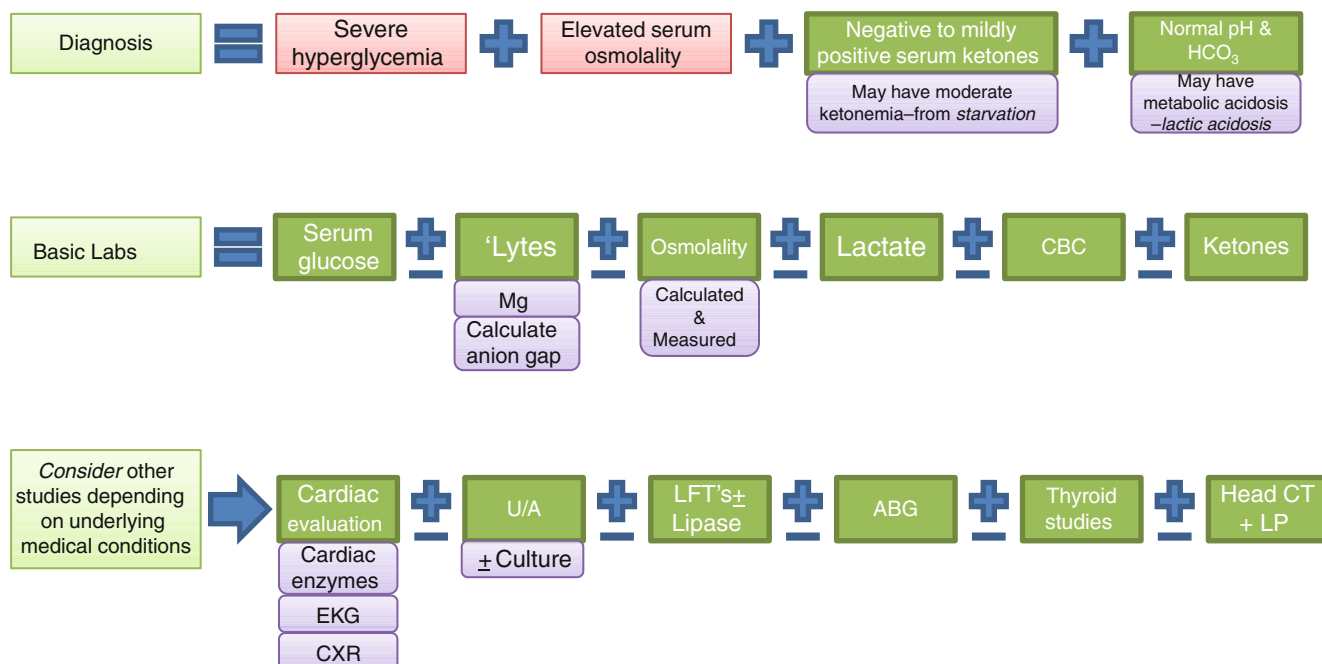 Diagnosis
Severe
hyperglycemia
Elevated serum
osmolality
Negative to mildly
positive serum ketones
May have moderate
ketonemia–from starvation
Normal pH &
HCO3
May have
metabolic acidosis
–lactic acidosis
Basic Labs
Serum
glucose
‘Lytes
Mg
Calculate
anion gap
Osmolality
Calculated
&
Measured
Lactate
CBC
Ketones
Consider other
studies depending
on underlying
medical conditions
Cardiac
evaluation
Cardiac
enzymes
EKG
CXR
U/A
± Culture
LFT’s±
Lipase
ABG
Thyroid
studies
Head CT
+ LP